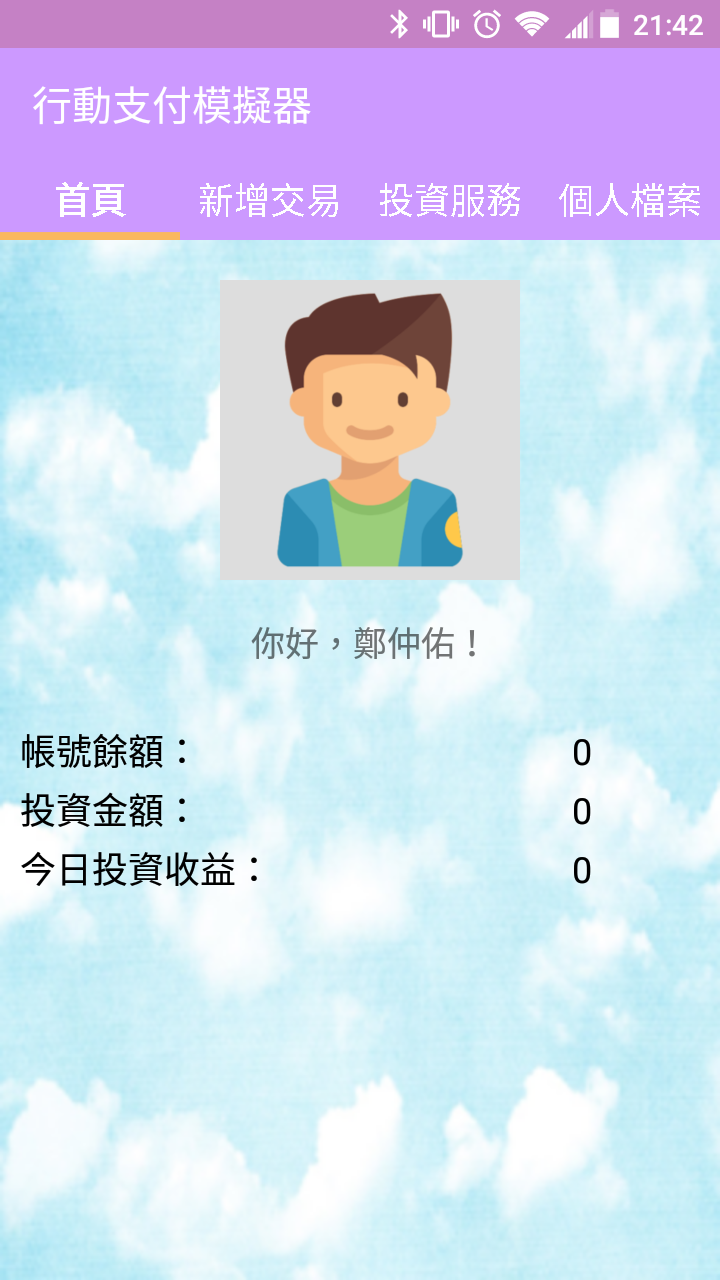 21:42
行動支付模擬器
首頁 新增交易 投資服務 個人檔案
你好，鄭仲佑！
帳號餘額： 0
投資金額： 0
今日投資收益： 0